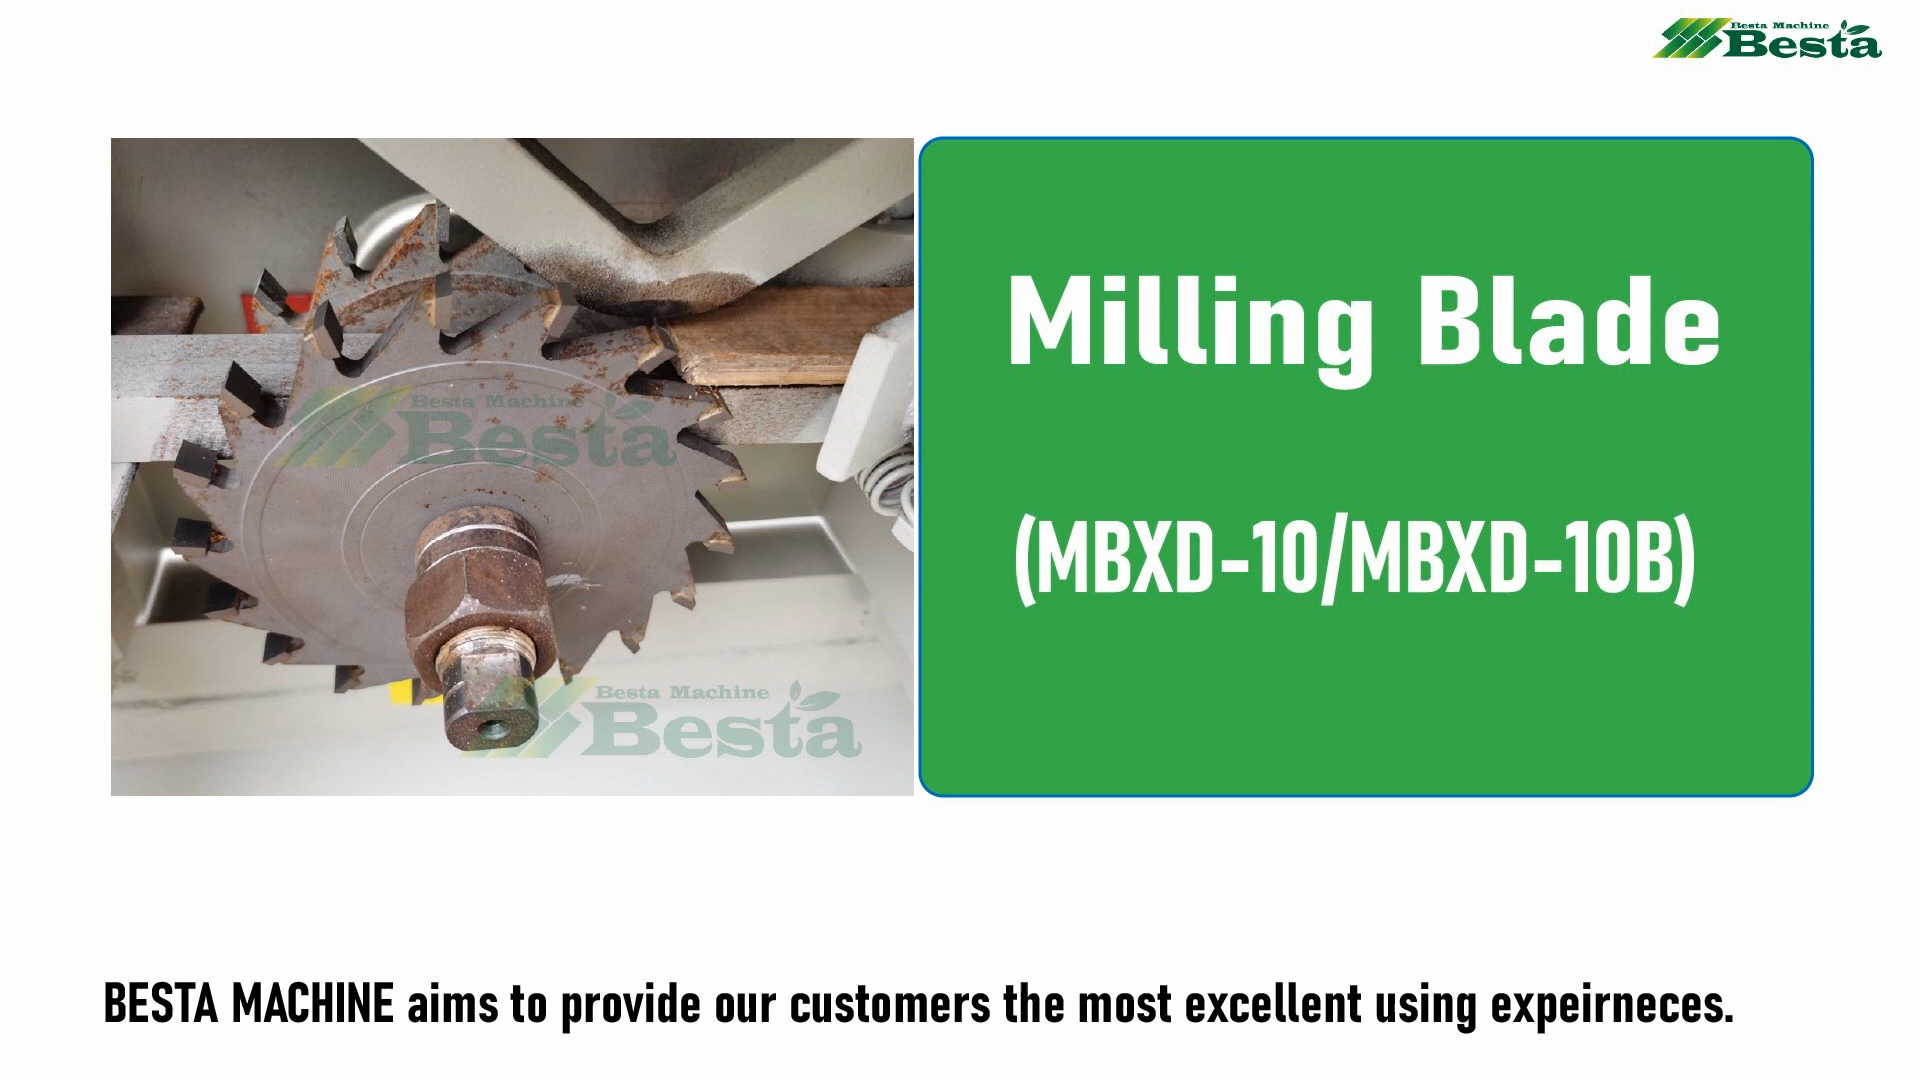 Besta Machine
Besta
Milling Blade
(MBXD-10/MBXD-10B)
Besta Machine
Besta
Besta Machine
Besta
BESTA MACHINE aims to provide our customers the most excellent using expeirneces.